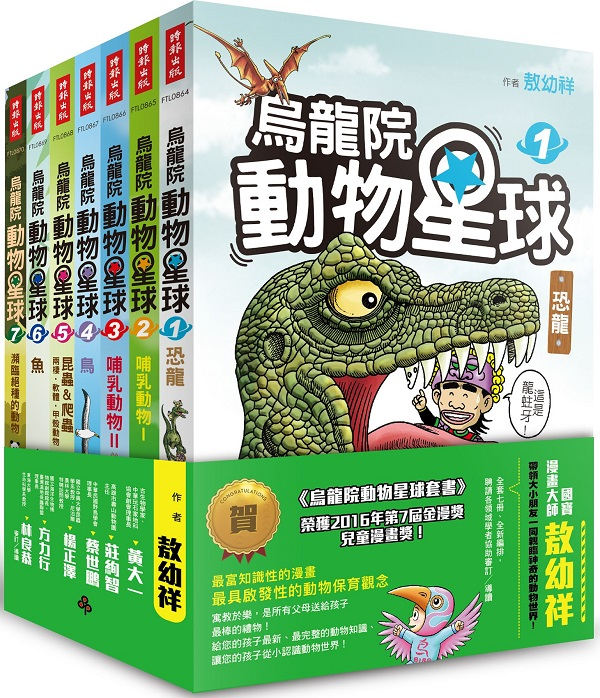 作者 敖幼祥
烏龍院
動物星球
1
恐龍
這是
龍蛀牙！
時報出版
FTL0864
烏龍院 動物星球
1
恐龍
時報出版
FTL0865
烏龍院 動物星球
2
哺乳動物Ⅰ
時報出版
FTL0866
烏龍院 動物星球
3
哺乳動物Ⅱ
時報出版
FTL0867
烏龍院 動物星球
4
鳥
時報出版
FTL0868
烏龍院 動物星球
5
昆蟲&爬蟲
兩棲・軟體・甲殼動物
時報出版
FTL0869
烏龍院 動物星球
6
魚
時報出版
FTL0870
烏龍院 動物星球
7
瀕臨絕種的動物
作者 敖幼祥
黃大一
莊絢智
蔡世鵬
楊正澤
方力行
林良恭
審訂／導讀
CONGRATULATIONS
賀
《烏龍院動物星球套書》
榮獲2016年第7屆金漫獎
兒童漫畫獎！
最富知識性的漫畫
最具啟發性的動物保育觀念
寓教於樂，是所有父母送給孩子
最棒的禮物！
給您的孩子最新、最完整的動物知識、
讓您的孩子從小認識動物世界！
國寶
漫畫大師 敖幼祥
帶領大小朋友一同親臨神奇的動物世界！
全套七冊、全新編排，
聘請各領域學者協助審訂／導讀